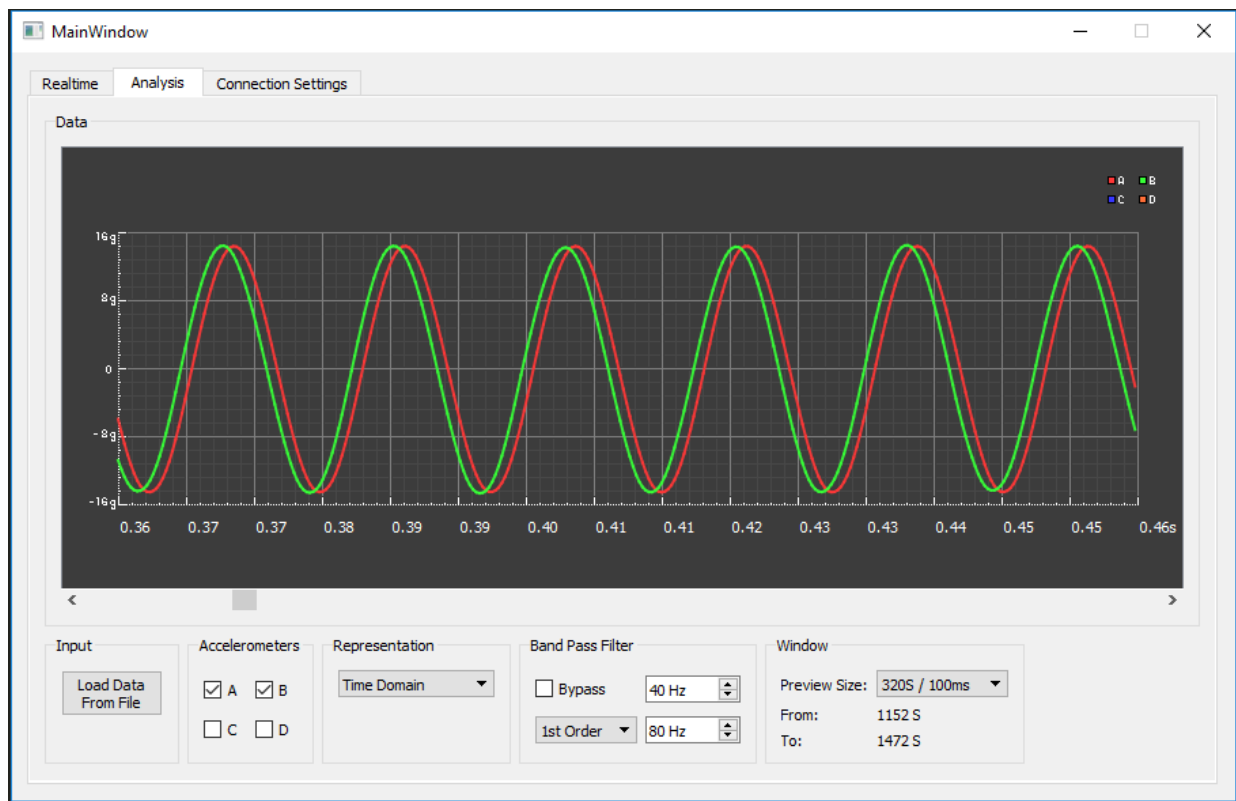 MainWindow
Realtime Analysis Connection Settings
Data
A B
C D
16g
8g
0
-8g
-16g
0.36 0.37 0.37 0.38 0.39 0.39 0.40 0.41 0.41 0.42 0.43 0.43 0.44 0.45 0.45 0.46s
Input
Load Data
From File
Accelerometers
A B
C D
Representation
Time Domain
Band Pass Filter
Bypass 40 Hz
1st Order 80 Hz
Window
Preview Size: 320S / 100ms
From: 1152 S
To: 1472 S